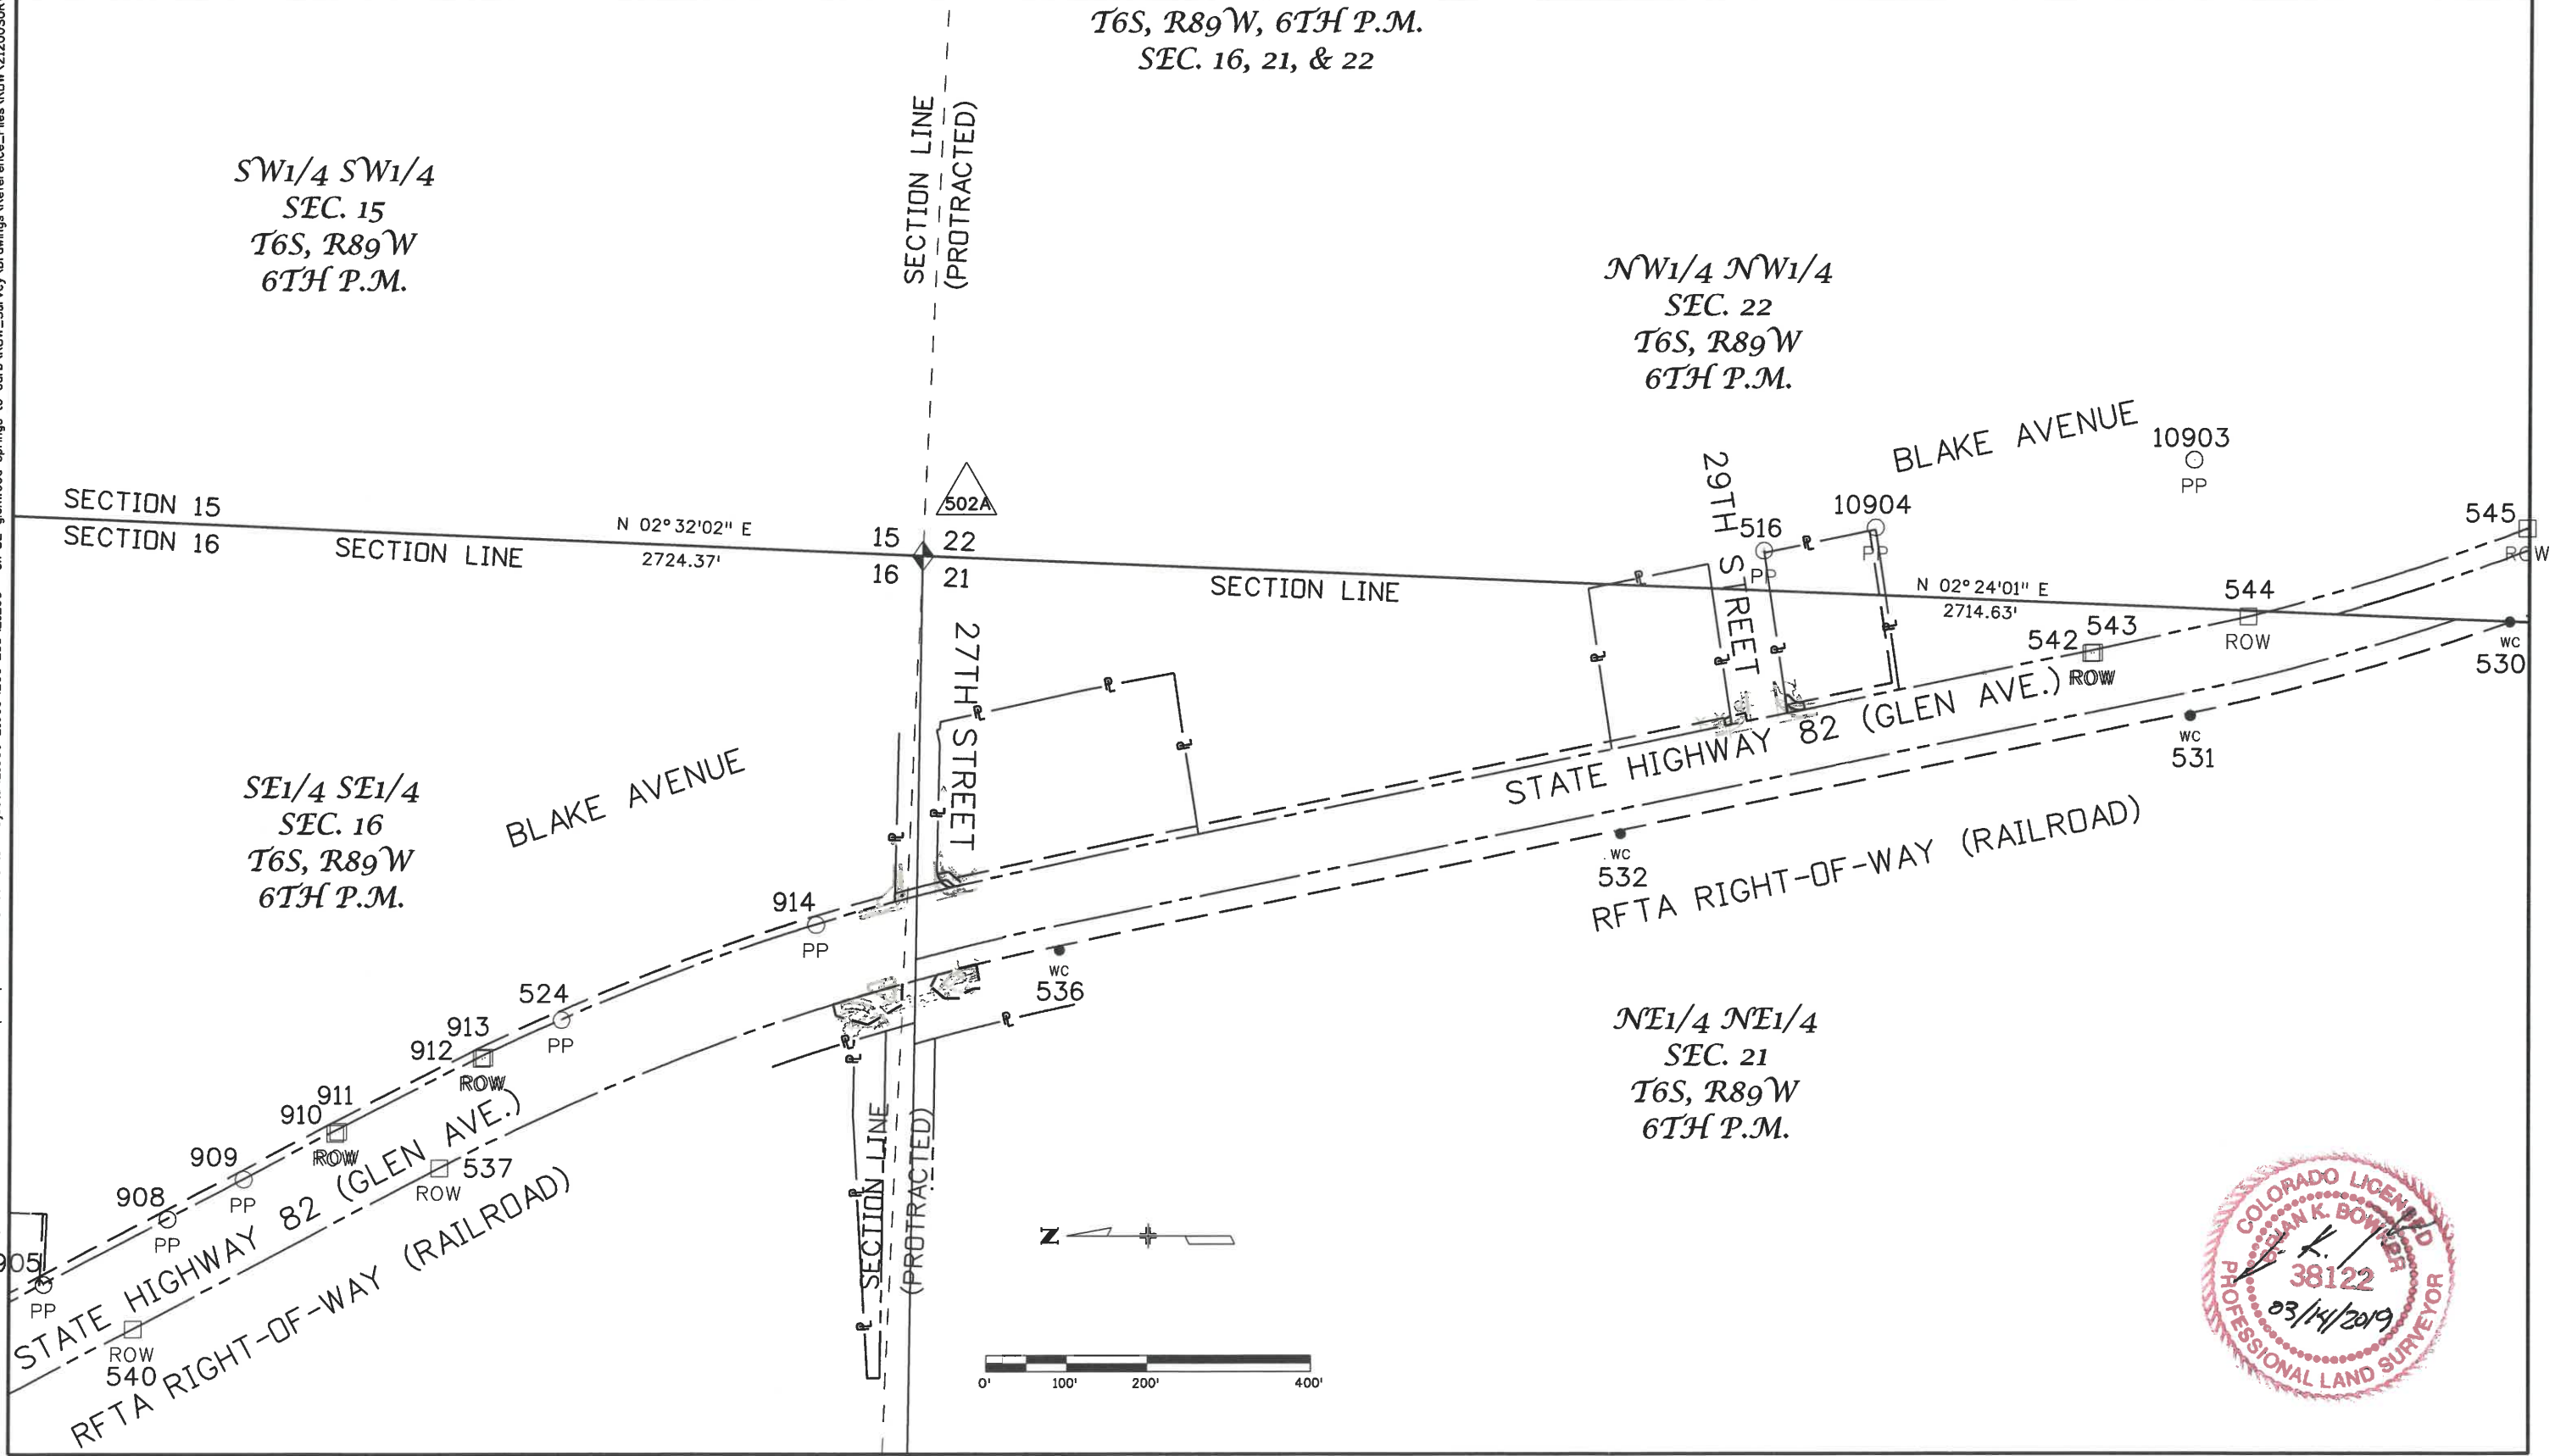 T6S, R89W, 6TH P.M.
SEC. 16, 21, & 22
SECTION LINE
(PROTRACTED)
SW1/4 SW1/4
SEC. 15
T6S, R89W
6TH P.M.
NW1/4 NW1/4
SEC. 22
T6S, R89W
6TH P.M.
BLAKE AVENUE
10903
PP
29TH STREET
10904
PP
516
PP
545
ROW
502A
SECTION 15
SECTION 16
SECTION LINE
N 02°32'02" E
2724.37'
15
22
16
21
SECTION LINE
N 02°24'01" E
2714.63'
544
ROW
542
543
ROW
WC
530
27TH STREET
P
STATE HIGHWAY 82 (GLEN AVE.)
WC
531
SE1/4 SE1/4
SEC. 16
T6S, R89W
6TH P.M.
BLAKE AVENUE
WC
532
RFTA RIGHT-OF-WAY (RAILROAD)
914
PP
WC
536
524
PP
913
912
ROW
911
910
ROW
909
PP
908
PP
905
PP
537
ROW
STATE HIGHWAY 82 (GLEN AVE.)
ROW
540
RFTA RIGHT-OF-WAY (RAILROAD)
SECTION LINE
(PROTRACTED)
NE1/4 NE1/4
SEC. 21
T6S, R89W
6TH P.M.
Z
0'
100'
200'
400'
COLORADO LICENSED
BRIAN K. BOWKER
38122
03/14/2019
PROFESSIONAL LAND SURVEYOR